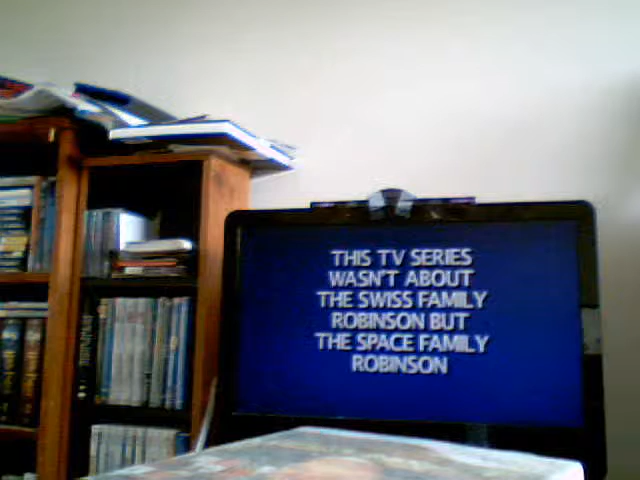 THIS TV SERIES
WASN'T ABOUT
THE SWISS FAMILY
ROBINSON BUT
THE SPACE FAMILY
ROBINSON